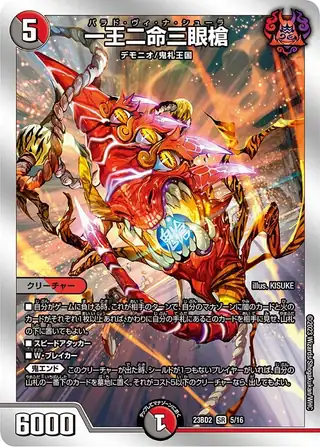 パラド・ヴィ・ナ・シューラ
5
一王二命三眼槍
デモニオ/鬼札王国
鬼
札
illus. KISUKE
クリーチャー
■自分がゲームに負ける時、これが相手のターンで、自分のマナゾーンに闇のカードと火の
カードがそれぞれ1枚以上あれば、かわりに自分の手札にあるこのカードを相手に見せ、山札
の下に置いてもよい。
■スピードアタッカー
■W・ブレイカー
■鬼エンド このクリーチャーが出た時、シールドが1つもないプレイヤーがいれば、自分の
山札の一番下のカードを墓地に置く。それがクリーチャーなら、出してもよい。
©2023 Wizards/Shogakukan/WHC
6000
1
23BD2 SR 5/16